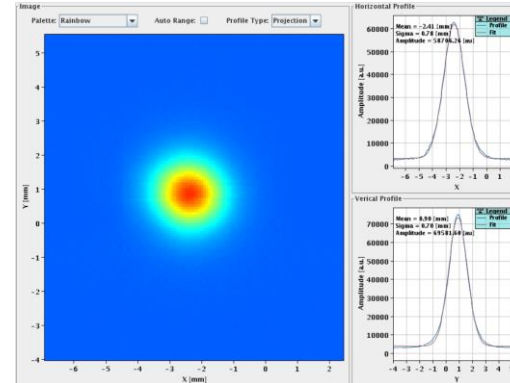 Image
Palette: Rainbow Auto Range: Profile Type: Projection
5
4
3
2
1
0
-1
-2
-3
-4
Y [mm]
-5 -4 -3 -2 -1 0 1 2
X [mm]
Horizontal Profile
Mean = -2.41 [mm]
Sigma = 0.70 [mm]
Amplitude = 58706.26 [au]
Legend
Profile
Fit
60000
50000
40000
30000
20000
10000
0
Amplitude [a.u.]
-6 -5 -4 -3 -2 -1 0 1
X
Verical Profile
Mean = 0.90 [mm]
Sigma = 0.70 [mm]
Amplitude = 69581.60 [au]
Legend
Profile
Fit
70000
60000
50000
40000
30000
20000
10000
0
Amplitude [a.u.]
-4 -3 -2 -1 0 1 2 3 4
Y